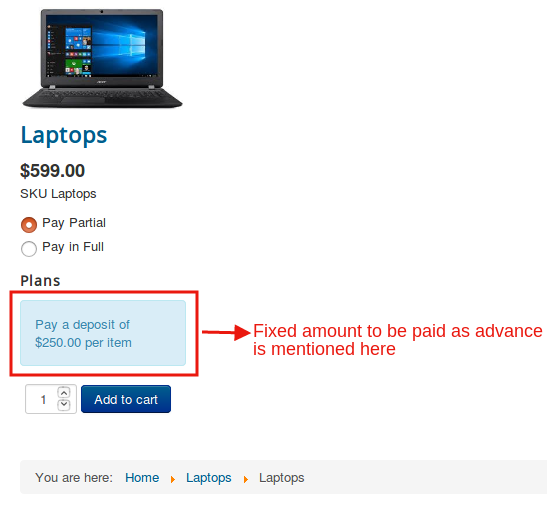 Laptops
$599.00
SKU Laptops
Pay Partial
Pay in Full
Plans
Pay a deposit of
$250.00 per item
Fixed amount to be paid as advance
is mentioned here
1
Add to cart
You are here: Home Laptops Laptops